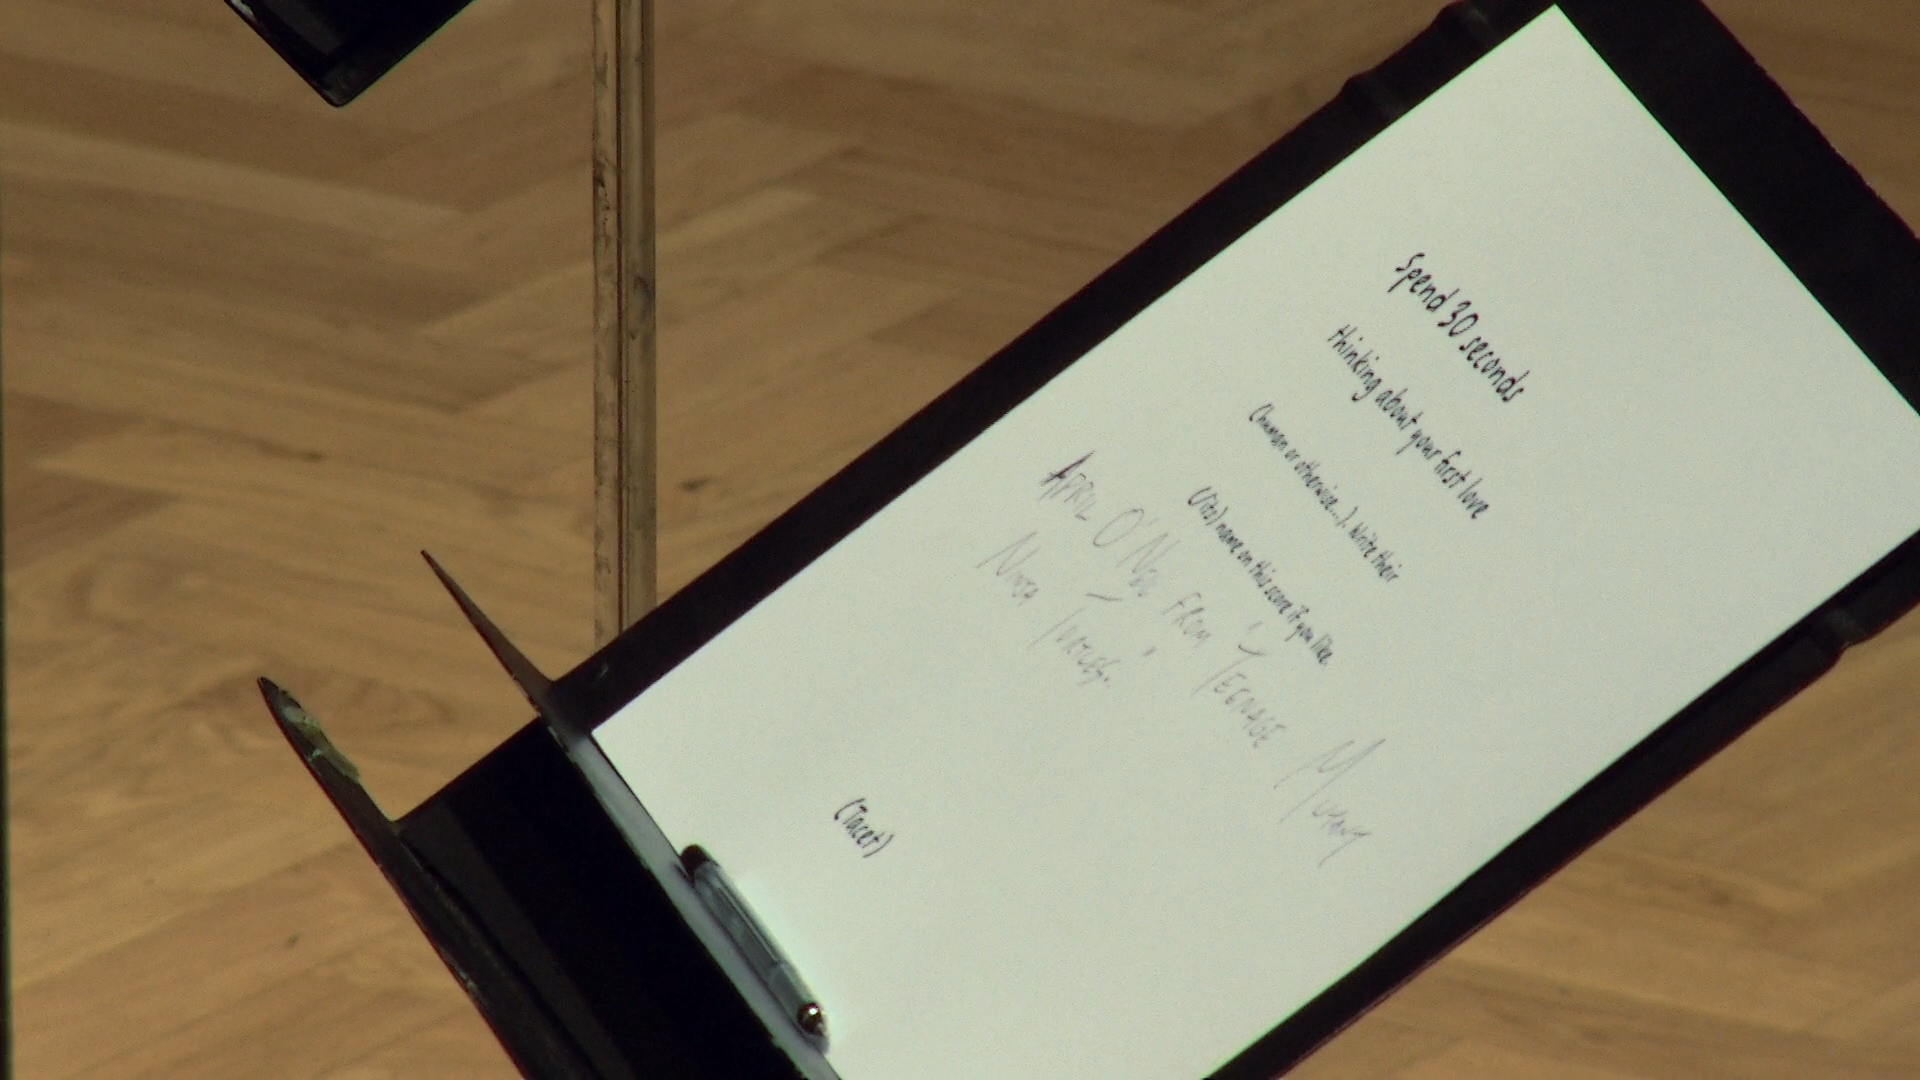 Spend 30 seconds
thinking about your first love
(human or otherwise...). Write their
(/its) name on this score if you like.
APRIL O'NEIL FROM "TEENAGE MUTANT
NINJA TURTLES."
(Tacet)